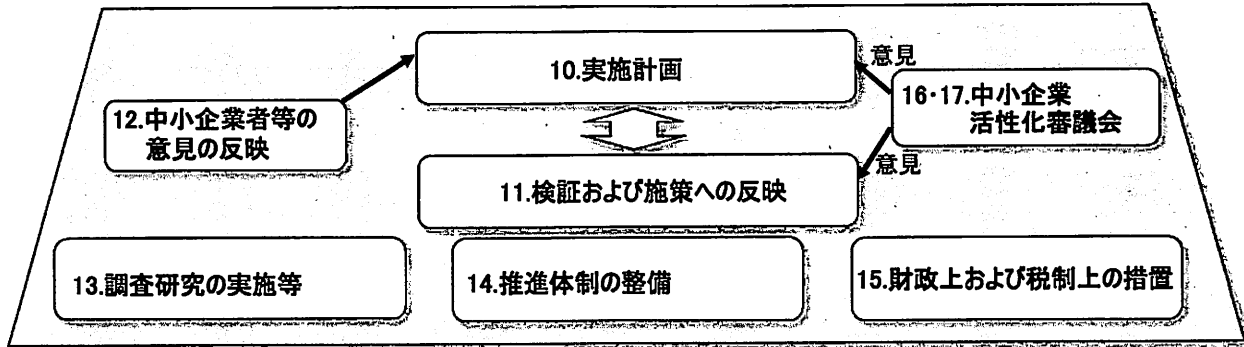 10.実施計画
意見
16・17.中小企業
活性化審議会
12.中小企業者等の
意見の反映
意見
11.検証および施策への反映
13.調査研究の実施等
14.推進体制の整備
15.財政上および税制上の措置